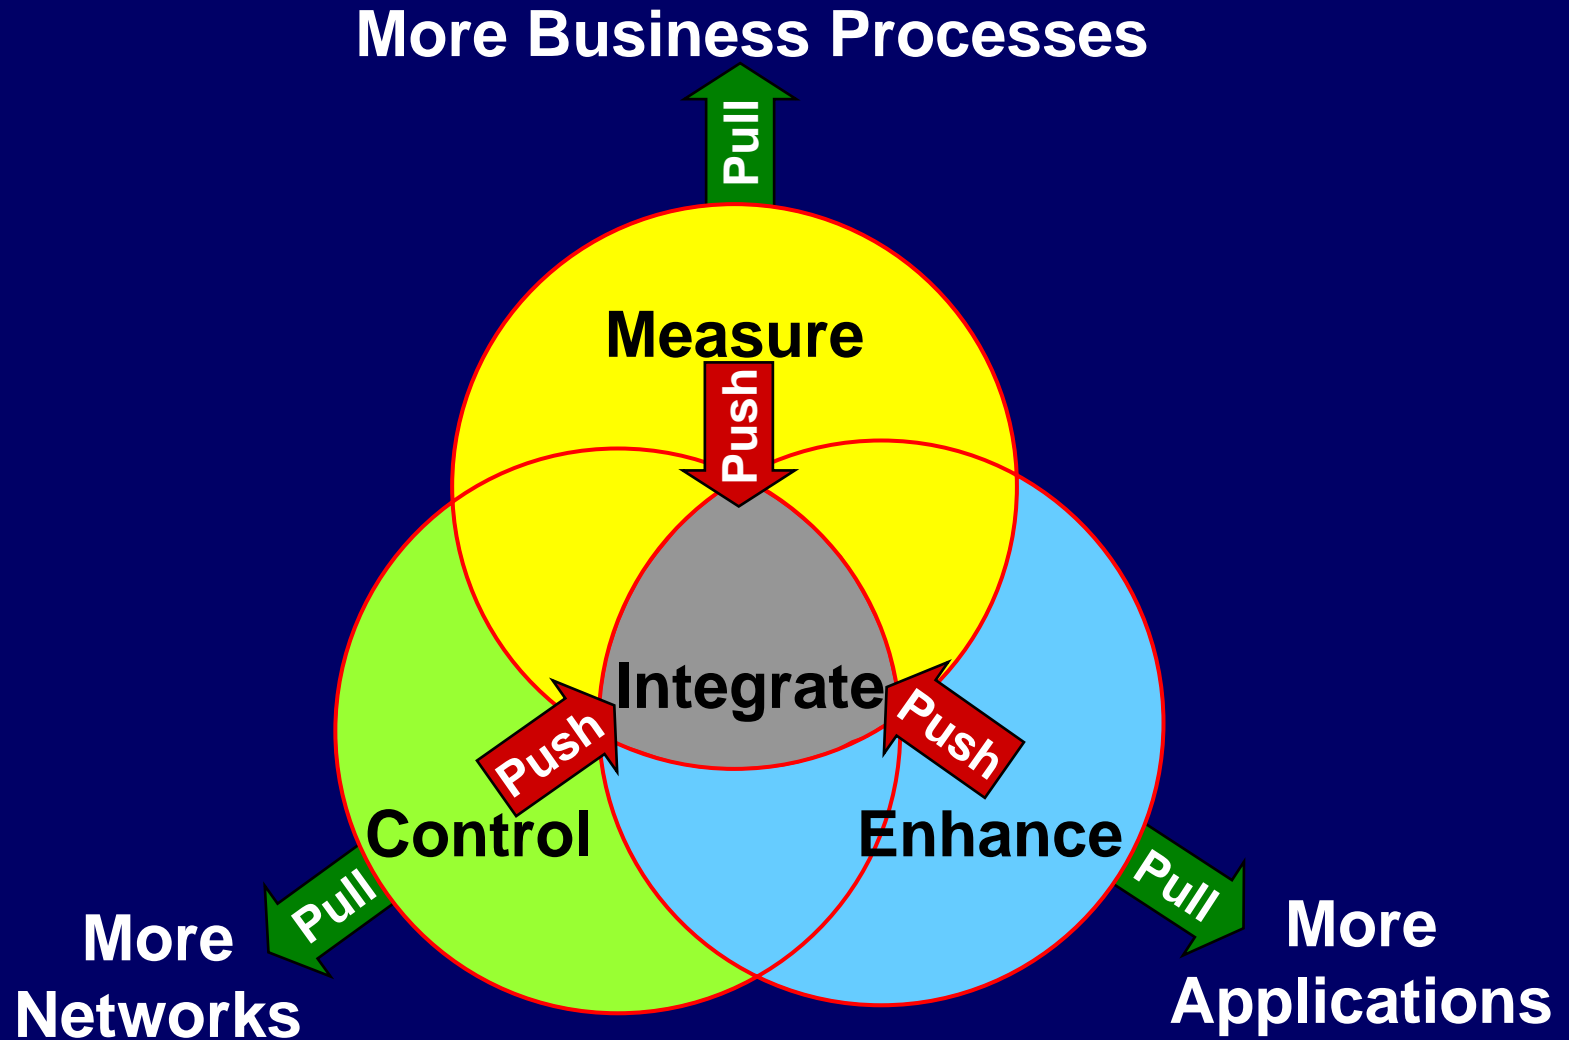 More Business Processes
Pull
Measure
Push
Integrate
Push
Push
Control
Enhance
Pull
Pull
More
Networks
More
Applications